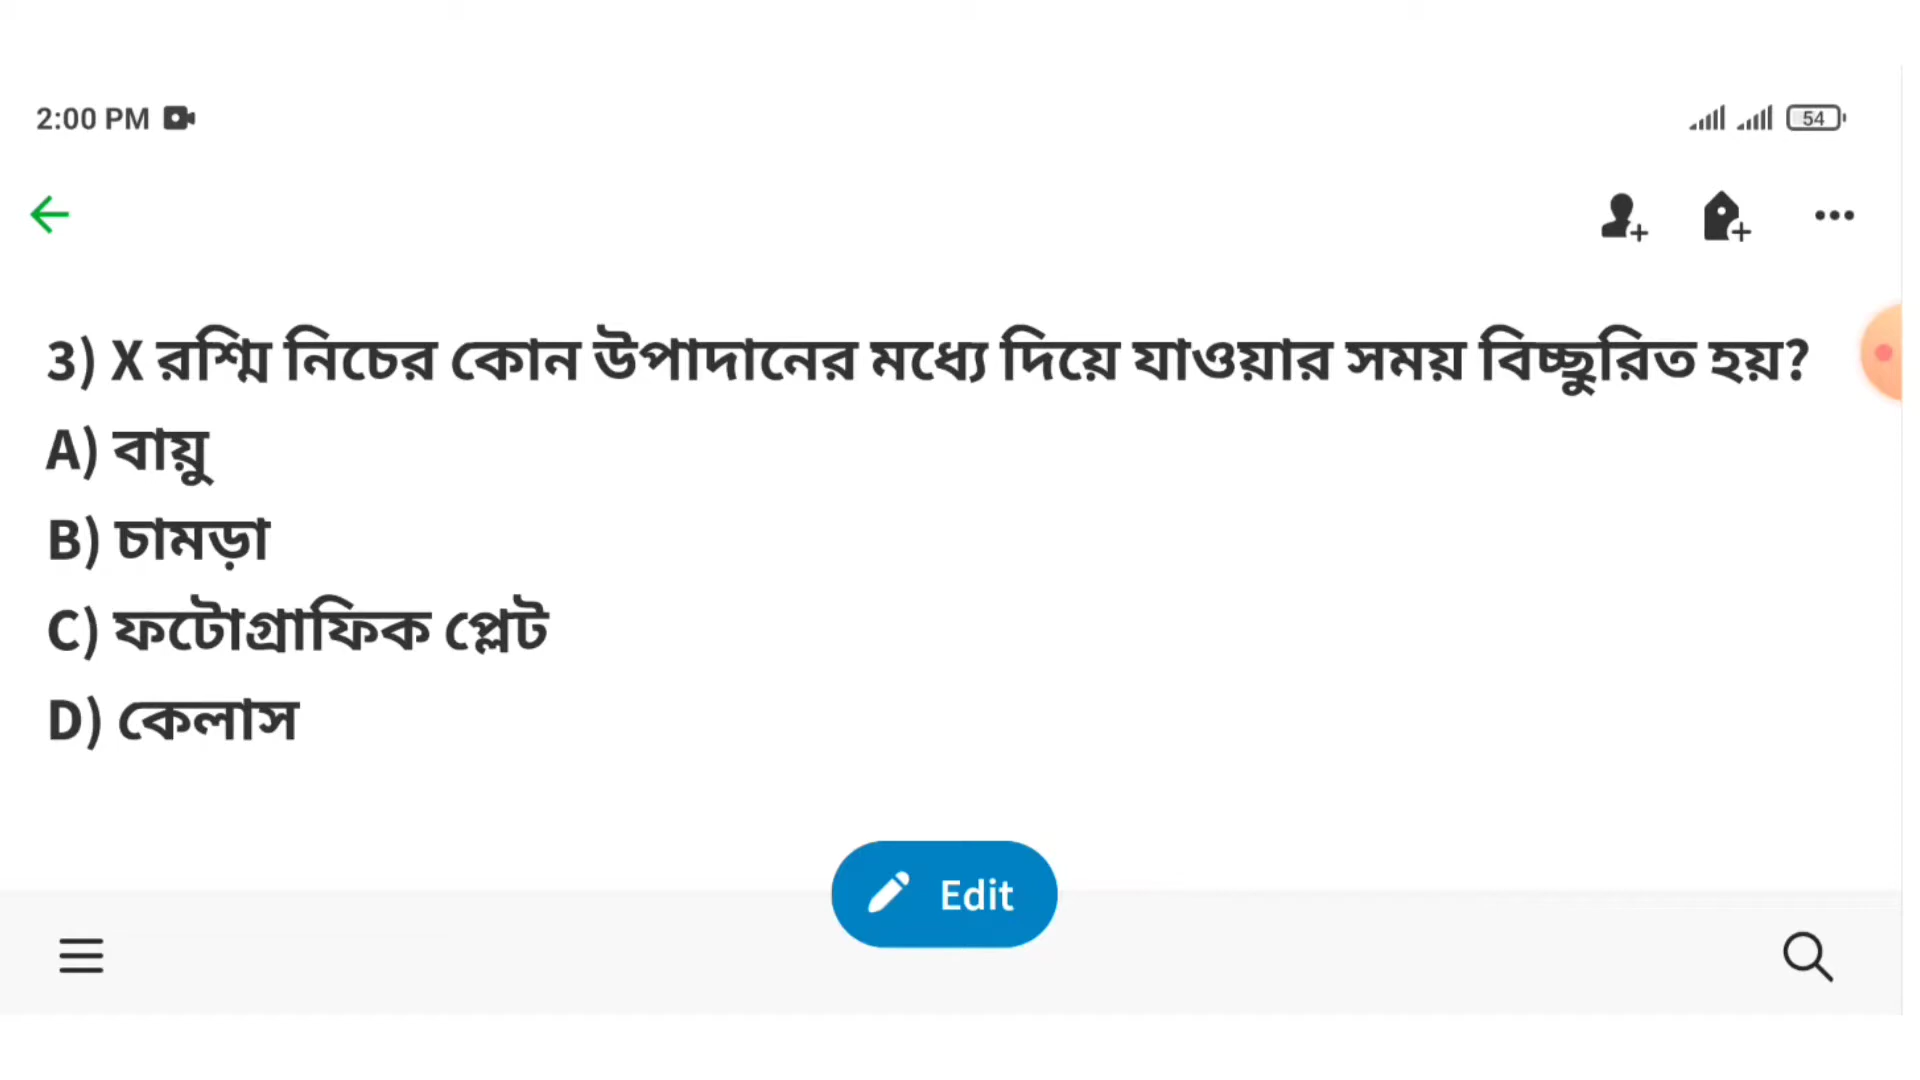 2:00 PM
54
3) X রশ্মি নিচের কোন উপাদানের মধ্যে দিয়ে যাওয়ার সময় বিচ্ছুরিত হয়?
A) বায়ু
B) চামড়া
C) ফটোগ্রাফিক প্লেট
D) কেলাস
Edit